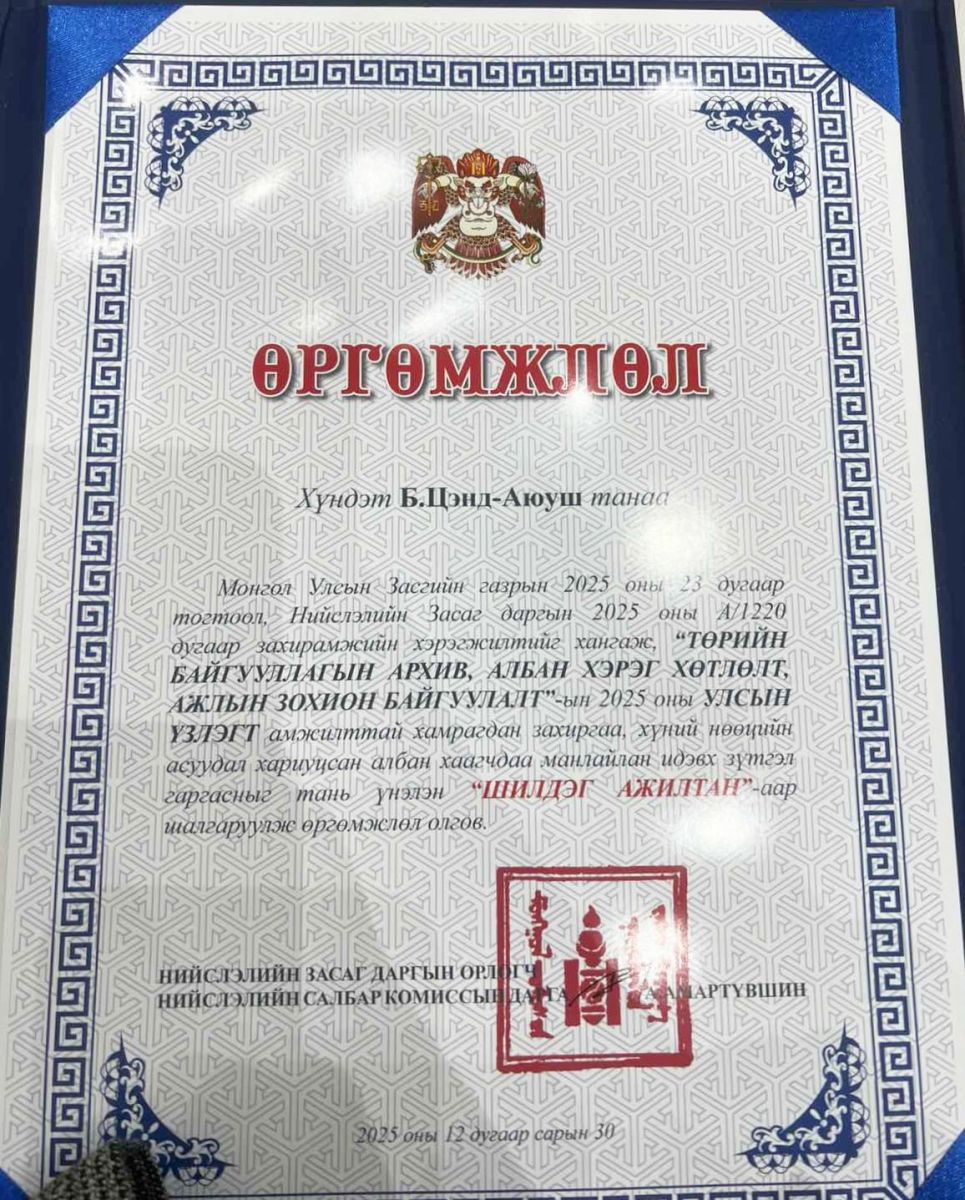 ӨРГӨМЖЛӨЛ
Хүндэт Б.Цэнд-Аюуш танаа
Монгол Улсын Засгийн газрын 2025 оны 23 дугаар
тогтоол, Нийслэлийн Засаг даргын 2025 оны А/1220
дугаар захирамжийн хэрэгжилтийг хангаж, “ТӨРИЙН
БАЙГУУЛЛАГЫН АРХИВ, АЛБАН ХЭРЭГ ХӨТЛӨЛТ,
АЖЛЫН ЗОХИОН БАЙГУУЛАЛТ”-ын 2025 оны УЛСЫН
ҮЗЛЭГТ амжилттай хамрагдан захиргаа, хүний нөөцийн
асуудал хариуцсан албан хаагчдаа манлайлан идэвх зүтгэл
гаргасныг тань үнэлэн “ШИЛДЭГ АЖИЛТАН”-аар
шалгаруулж өргөмжлөл олгов.
НИЙСЛЭЛИЙН ЗАСАГ ДАРГЫН ОРЛОГЧ
НИЙСЛЭЛИЙН САЛБАР КОМИССЫН ДАРГА А.АМАРТҮВШИН
2025 оны 12 дугаар сарын 30